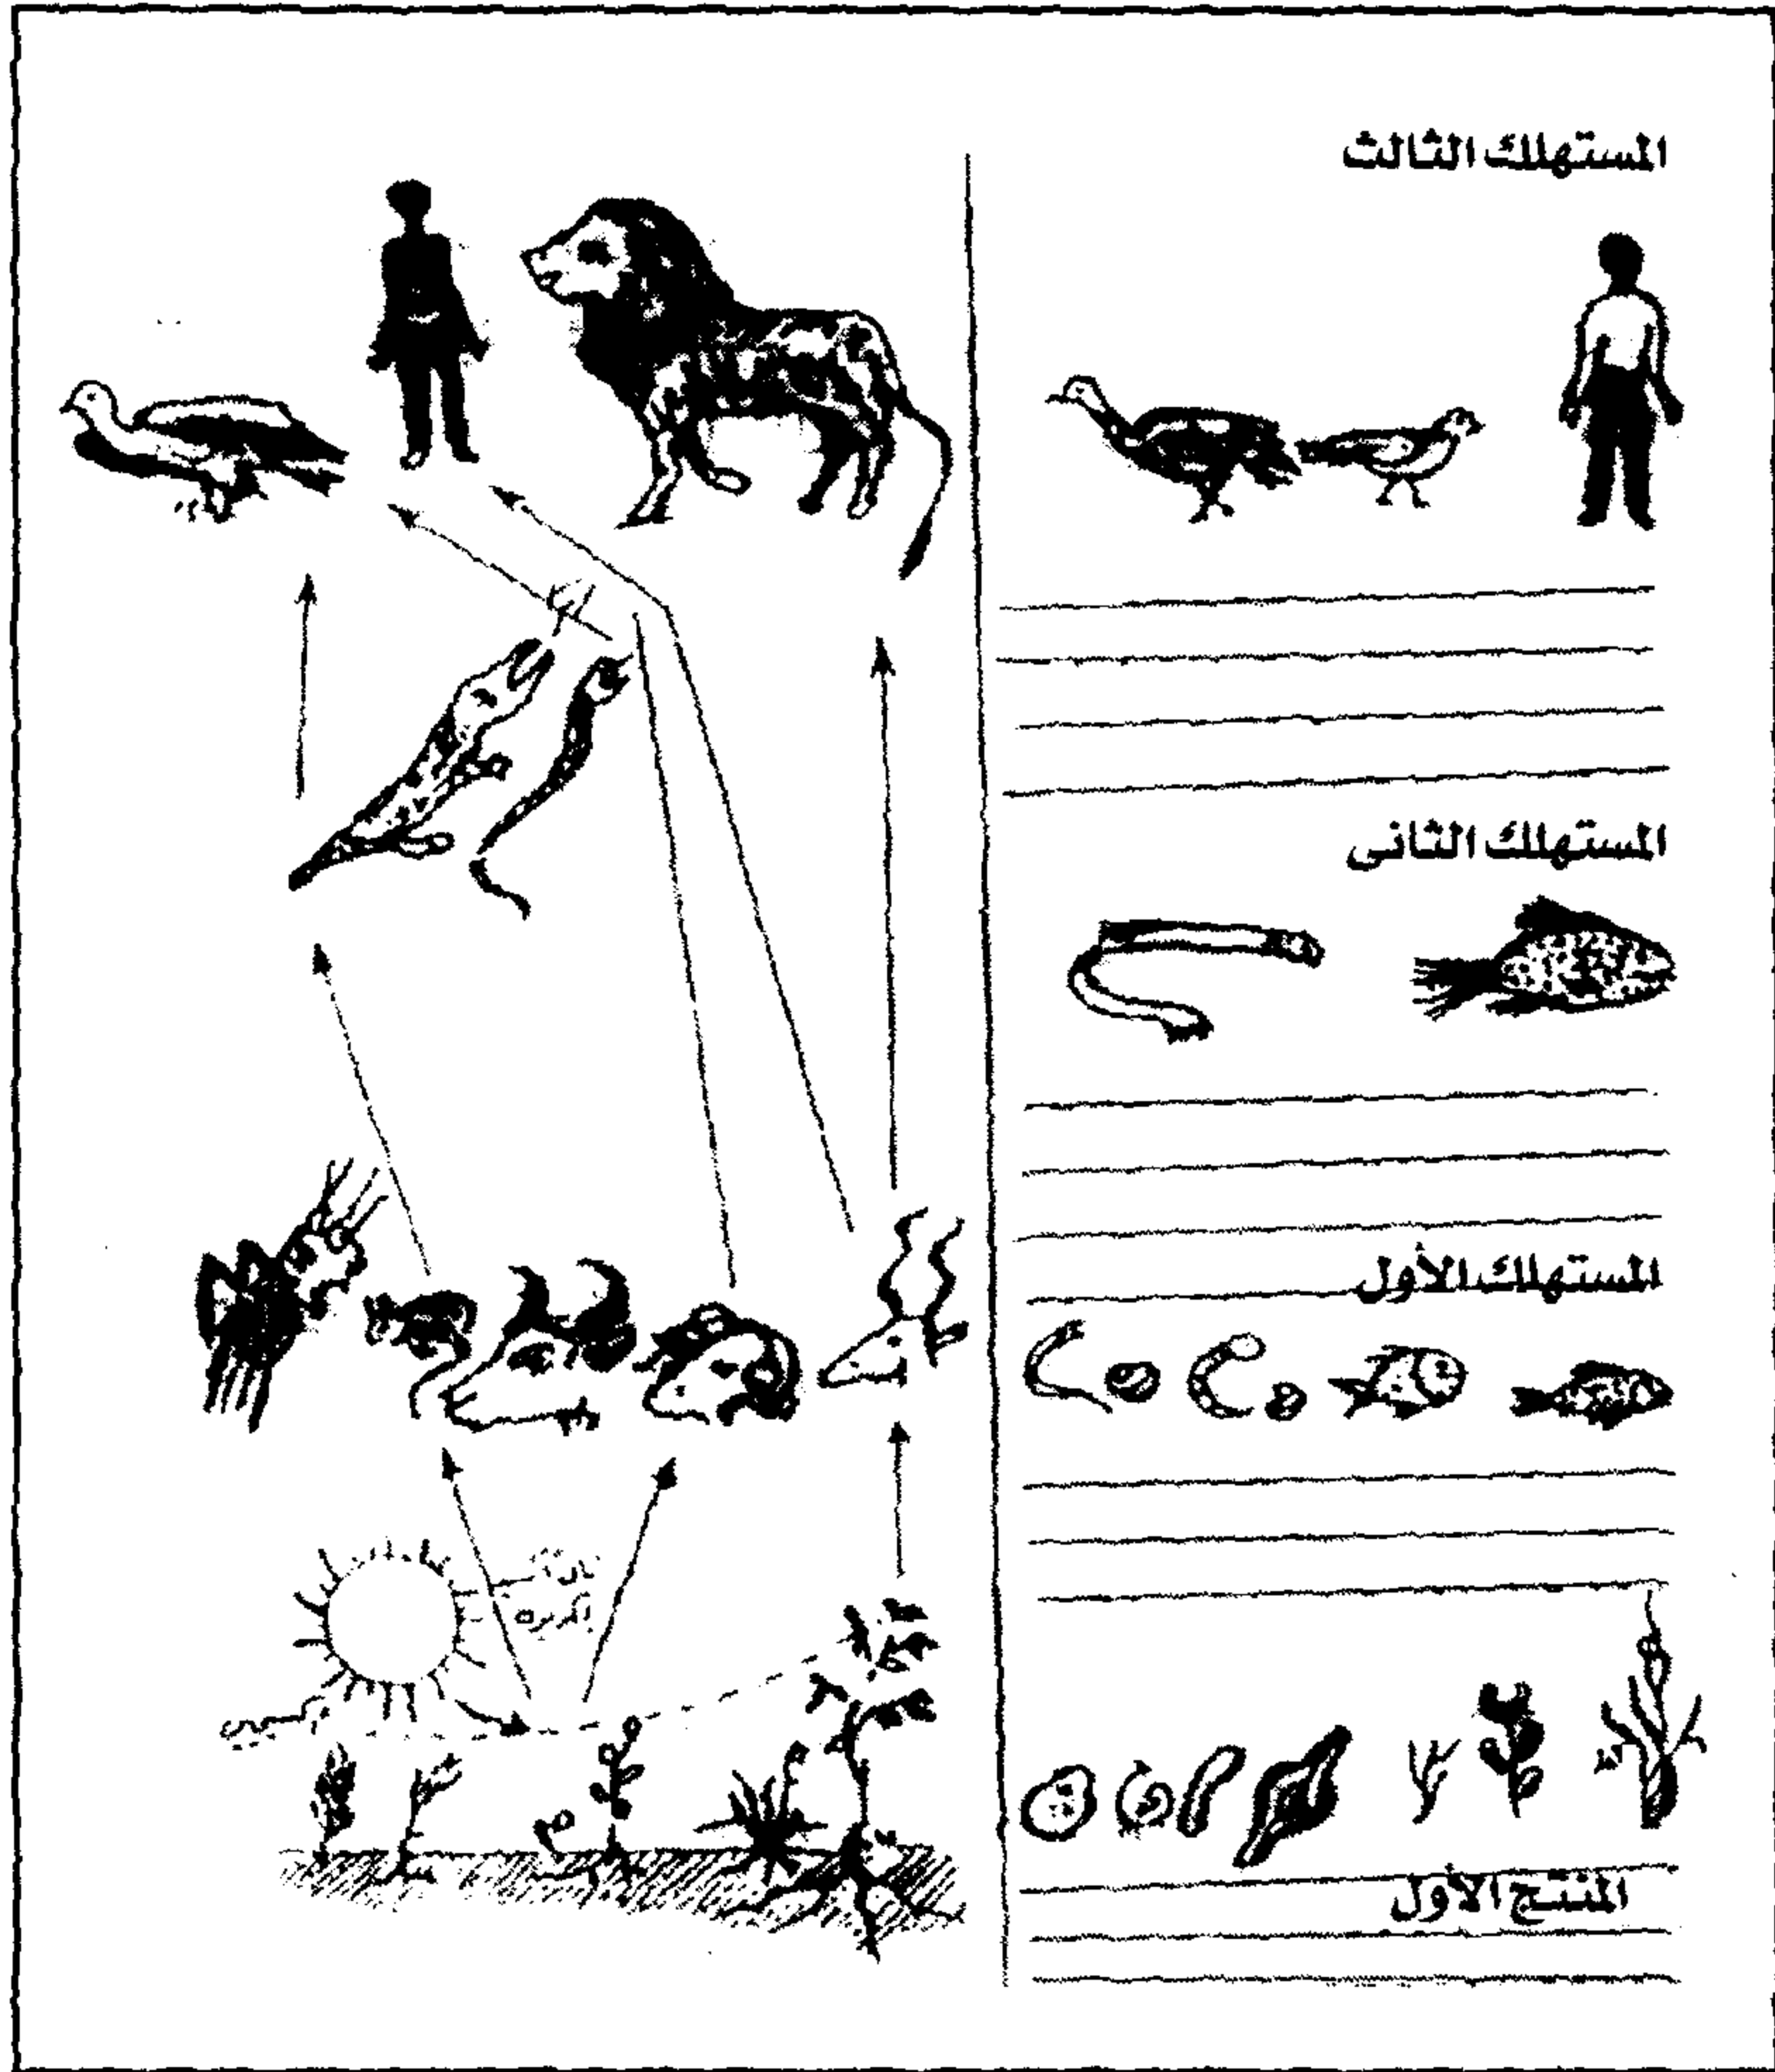 المستهلك الثالث
المستهلك الثانى
المستهلك الأول
المنتج الأول